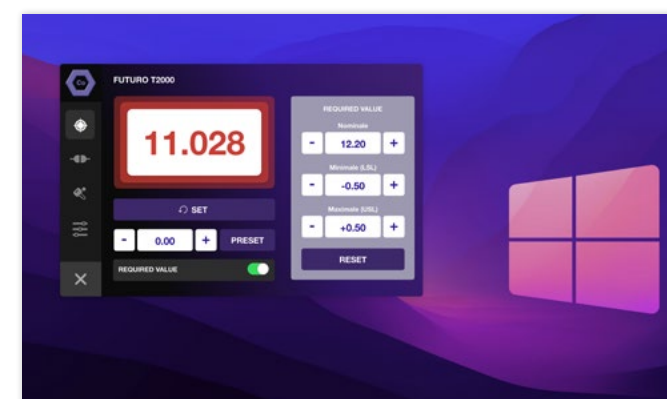 Co
FUTURO T2000
11.028
SET
- 0.00 + PRESET
REQUIRED VALUE
REQUIRED VALUE
Nominale
- 12.20 +
Minimale (LSL)
- -0.50 +
Maximale (USL)
- +0.50 +
RESET